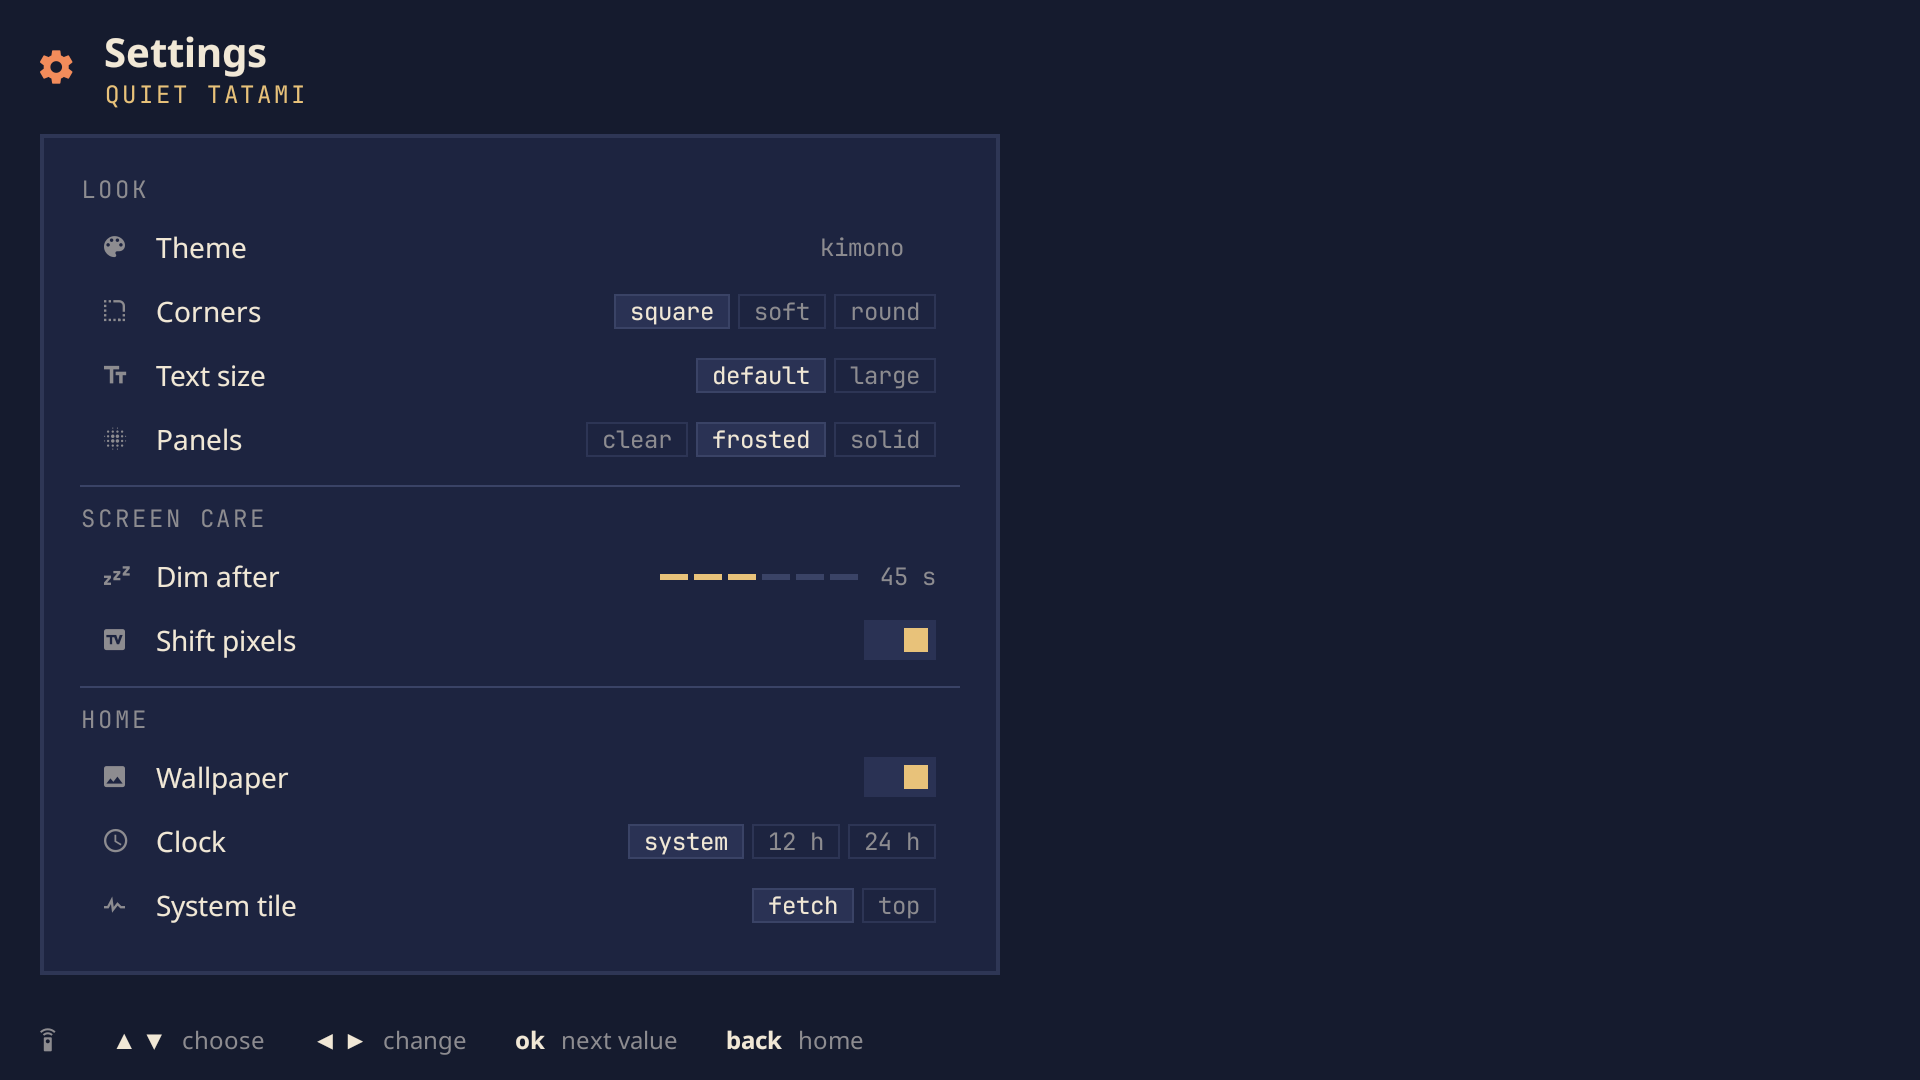 Settings
QUIET TATAMI
LOOK
Theme kimono
Corners square soft round
Text size default large
Panels clear frosted solid
SCREEN CARE
Dim after 45 s
Shift pixels
HOME
Wallpaper
Clock system 12 h 24 h
System tile fetch top
▲ ▼ choose ◀ ▶ change ok next value back home